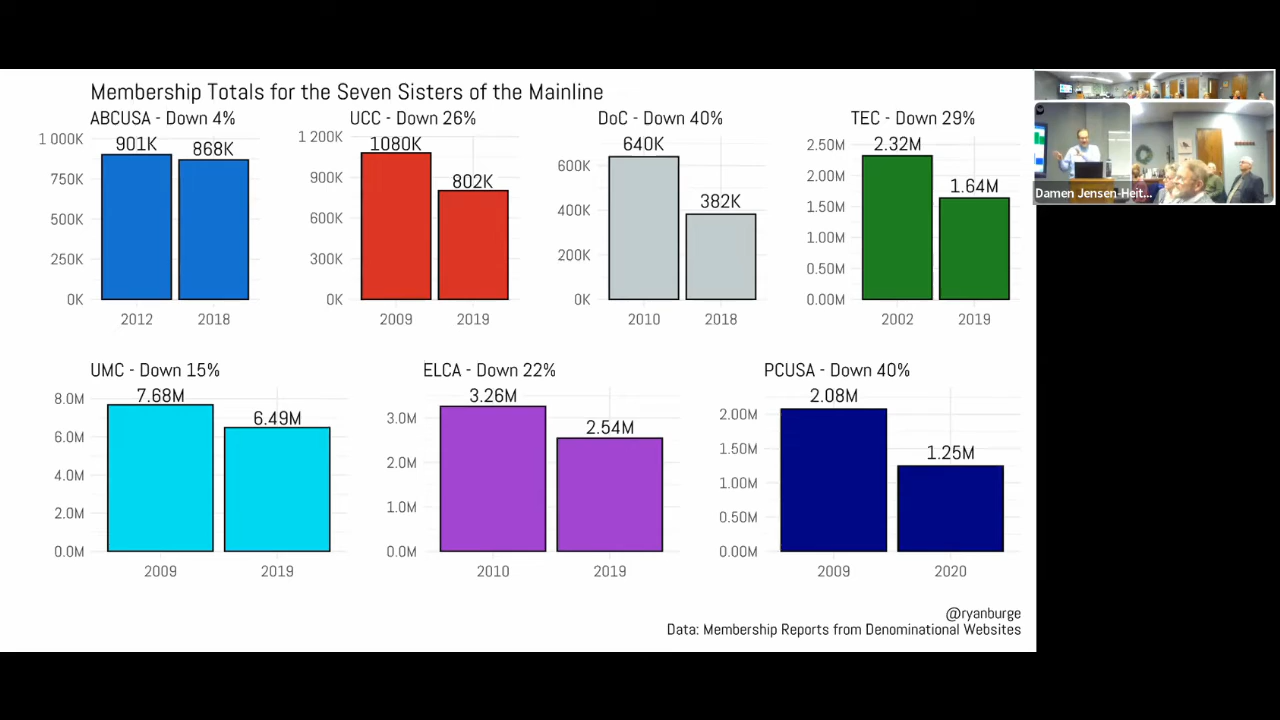 Membership Totals for the Seven Sisters of the Mainline
ABCUSA - Down 4%
1 000K
750K
500K
250K
0K
901K
868K
2012
2018
UCC - Down 26%
1 200K
900K
600K
300K
0K
1080K
802K
2009
2019
DoC - Down 40%
600K
400K
200K
0K
640K
382K
2010
2018
TEC - Down 29%
2.50M
2.00M
1.50M
1.00M
0.50M
0.00M
2.32M
1.64M
2002
2019
UMC - Down 15%
8.0M
6.0M
4.0M
2.0M
0.0M
7.68M
6.49M
2009
2019
ELCA - Down 22%
3.0M
2.0M
1.0M
0.0M
3.26M
2.54M
2010
2019
PCUSA - Down 40%
2.00M
1.50M
1.00M
0.50M
0.00M
2.08M
1.25M
2009
2020
@ryanburge
Data: Membership Reports from Denominational Websites
Damen Jensen-Heit...